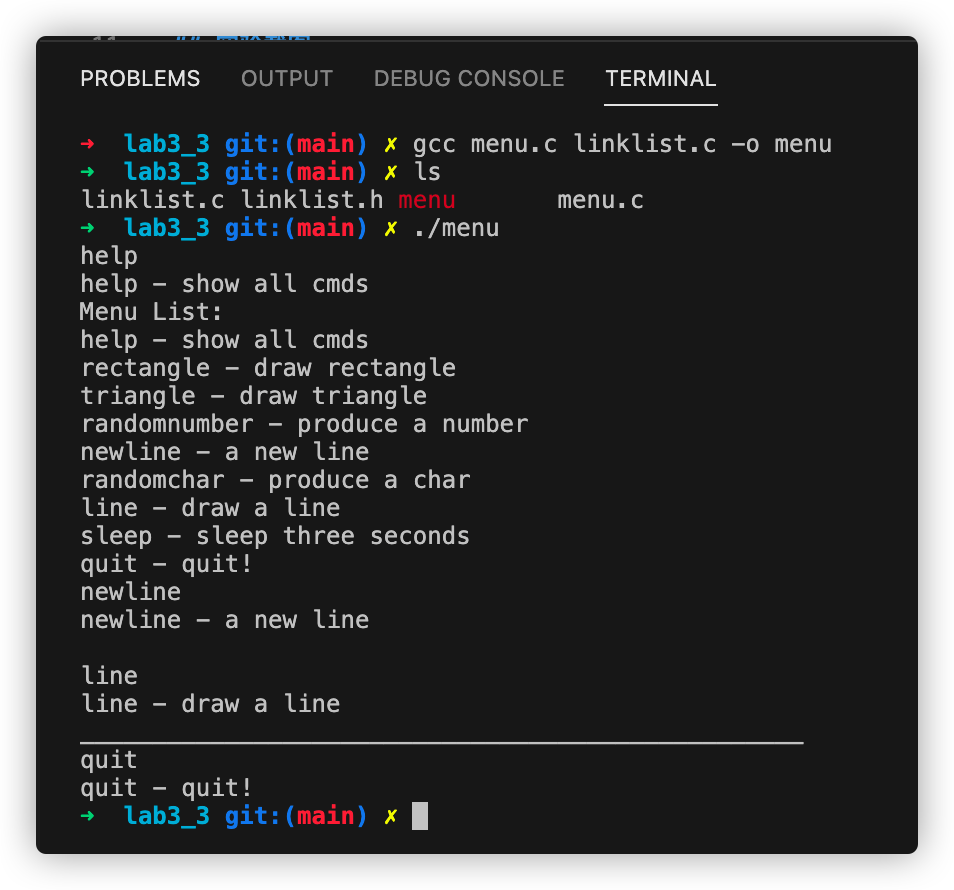 PROBLEMS OUTPUT DEBUG CONSOLE TERMINAL
➜ lab3_3 git:(main) ✗ gcc menu.c linklist.c -o menu
➜ lab3_3 git:(main) ✗ ls
linklist.c linklist.h menu menu.c
➜ lab3_3 git:(main) ✗ ./menu
help
help - show all cmds
Menu List:
help - show all cmds
rectangle - draw rectangle
triangle - draw triangle
randomnumber - produce a number
newline - a new line
randomchar - produce a char
line - draw a line
sleep - sleep three seconds
quit - quit!
newline
newline - a new line
line
line - draw a line
quit
quit - quit!
➜ lab3_3 git:(main) ✗